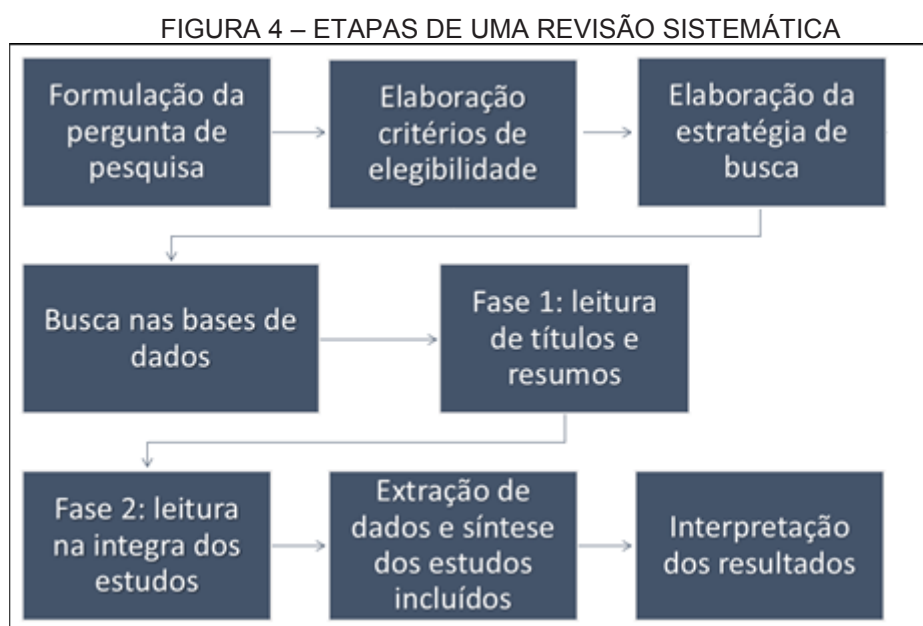 FIGURA 4 – ETAPAS DE UMA REVISÃO SISTEMÁTICA
Formulação da
pergunta de
pesquisa
Elaboração
critérios de
elegibilidade
Elaboração da
estratégia de
busca
Busca nas bases de
dados
Fase 1: leitura
de títulos e
resumos
Fase 2: leitura
na integra dos
estudos
Extração de
dados e síntese
dos estudos
incluídos
Interpretação
dos resultados